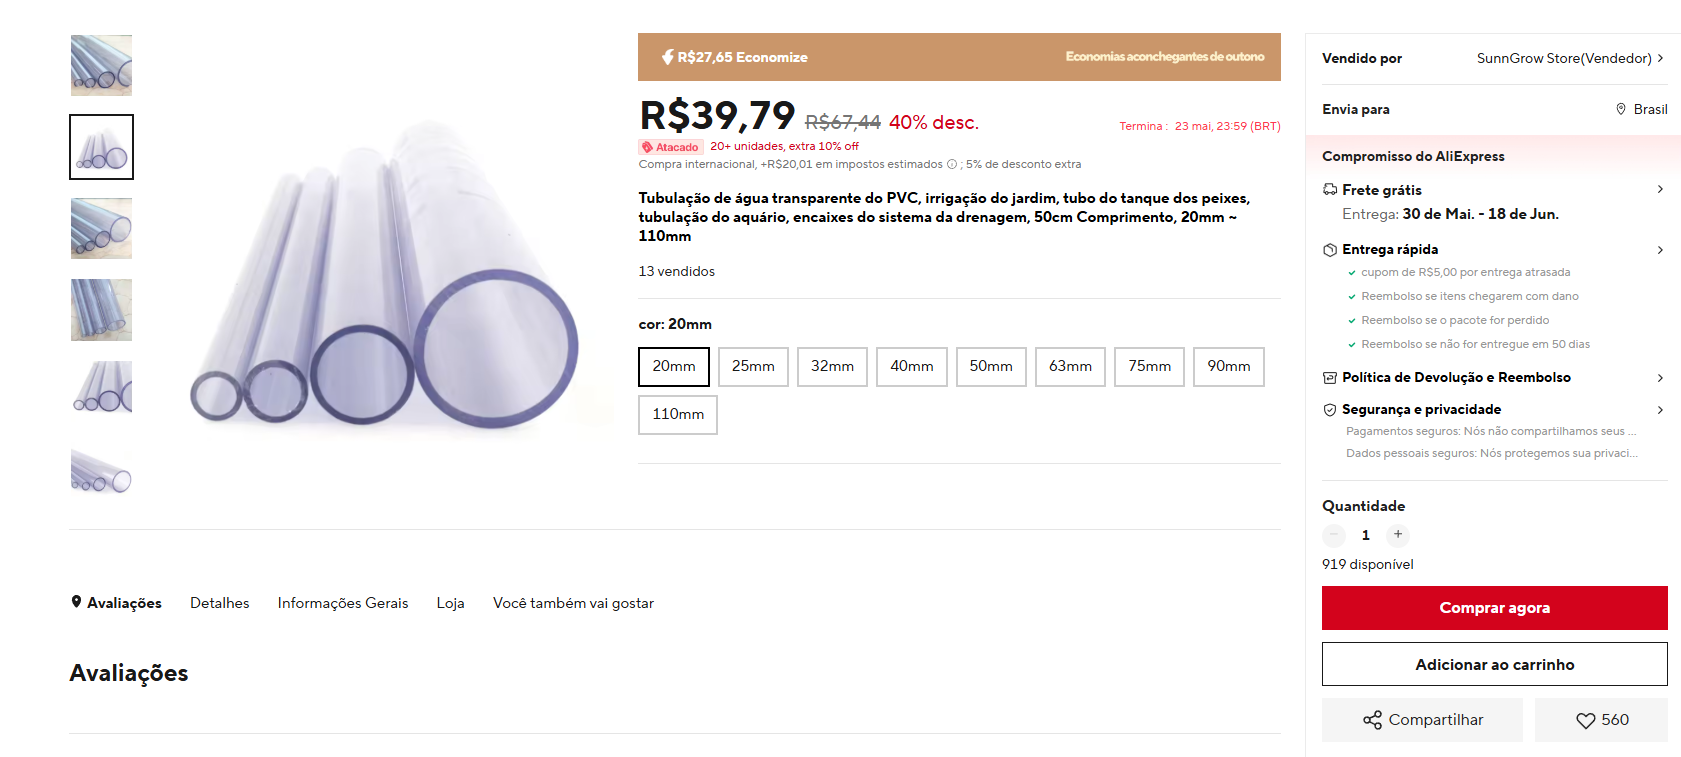 R$27,65 Economize
Economias aconchegantes de outono
R$39,79 R$67,44 40% desc.
Termina : 23 mai, 23:59 (BRT)
Atacado 20+ unidades, extra 10% off
Compra internacional, +R$20,01 em impostos estimados ; 5% de desconto extra
Tubulação de água transparente do PVC, irrigação do jardim, tubo do tanque dos peixes,
tubulação do aquário, encaixes do sistema da drenagem, 50cm Comprimento, 20mm ~
110mm
13 vendidos
cor: 20mm
20mm 25mm 32mm 40mm 50mm 63mm 75mm 90mm
110mm
Avaliações Detalhes Informações Gerais Loja Você também vai gostar
Avaliações
Vendido por SunnGrow Store(Vendedor)
Envia para Brasil
Compromisso do AliExpress
Frete grátis
Entrega: 30 de Mai. - 18 de Jun.
Entrega rápida
cupom de R$5,00 por entrega atrasada
Reembolso se itens chegarem com dano
Reembolso se o pacote for perdido
Reembolso se não for entregue em 50 dias
Política de Devolução e Reembolso
Segurança e privacidade
Pagamentos seguros: Nós não compartilhamos seus ...
Dados pessoais seguros: Nós protegemos sua privaci...
Quantidade
− 1 +
919 disponível
Comprar agora
Adicionar ao carrinho
Compartilhar 560